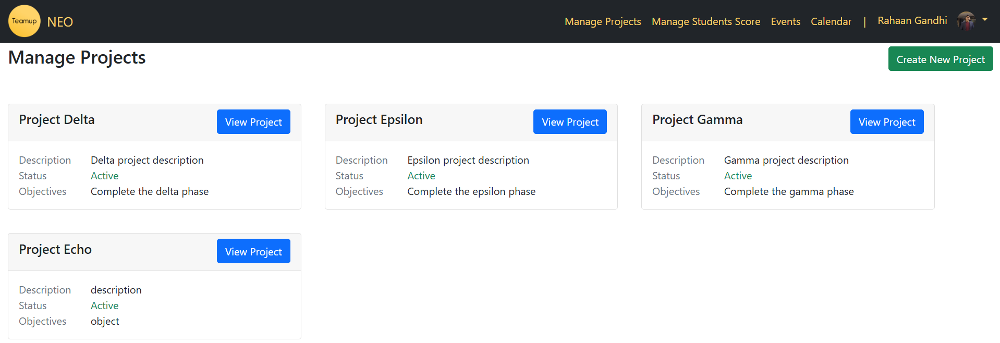 Teamup NEO Manage Projects Manage Students Score Events Calendar | Rahaan Gandhi
Manage Projects Create New Project
Project Delta View Project
Description Delta project description
Status Active
Objectives Complete the delta phase
Project Epsilon View Project
Description Epsilon project description
Status Active
Objectives Complete the epsilon phase
Project Gamma View Project
Description Gamma project description
Status Active
Objectives Complete the gamma phase
Project Echo View Project
Description description
Status Active
Objectives object